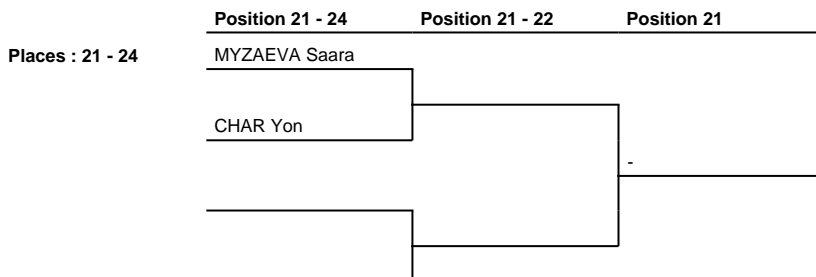 Position 21 - 24 Position 21 - 22 Position 21
Places : 21 - 24 MYZAEVA Saara
CHAR Yon
-